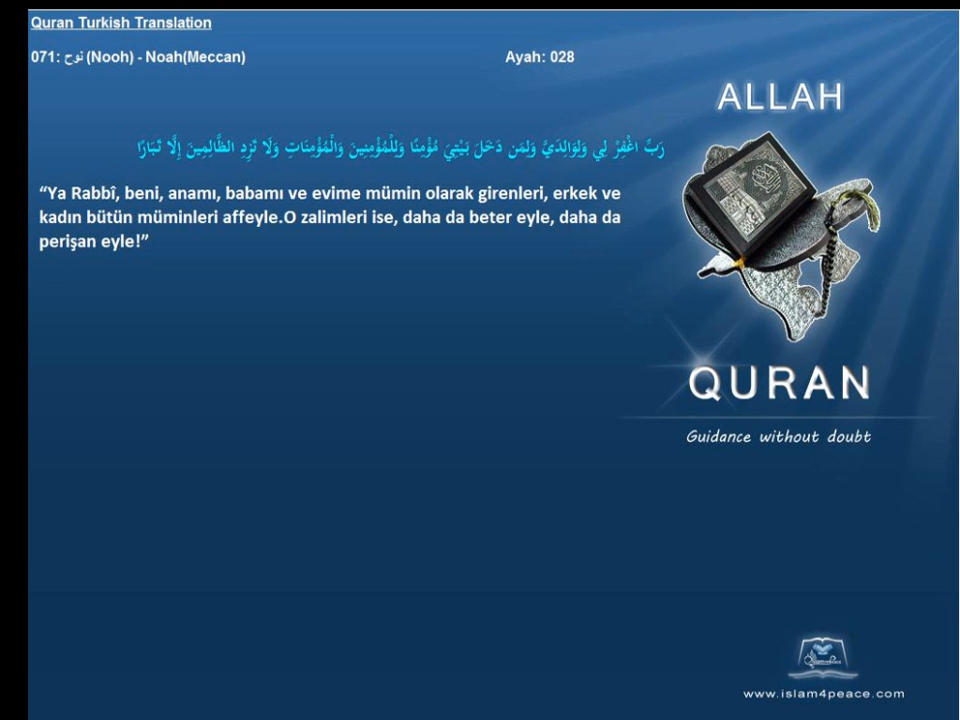 Quran Turkish Translation
071: نوح (Nooh) - Noah(Meccan) Ayah: 028
ALLAH
رَبِّ اغْفِرْ لِي وَلِوَالِدَيَّ وَلِمَن دَخَلَ بَيْتِيَ مُؤْمِنًا وَلِلْمُؤْمِنِينَ وَالْمُؤْمِنَاتِ وَلَا تَزِدِ الظَّالِمِينَ إِلَّا تَبَارًا
“Ya Rabbî, beni, anamı, babamı ve evime mümin olarak girenleri, erkek ve
kadın bütün müminleri affeyle.O zalimleri ise, daha da beter eyle, daha da
perişan eyle!”
QURAN
Guidance without doubt
www.islam4peace.com